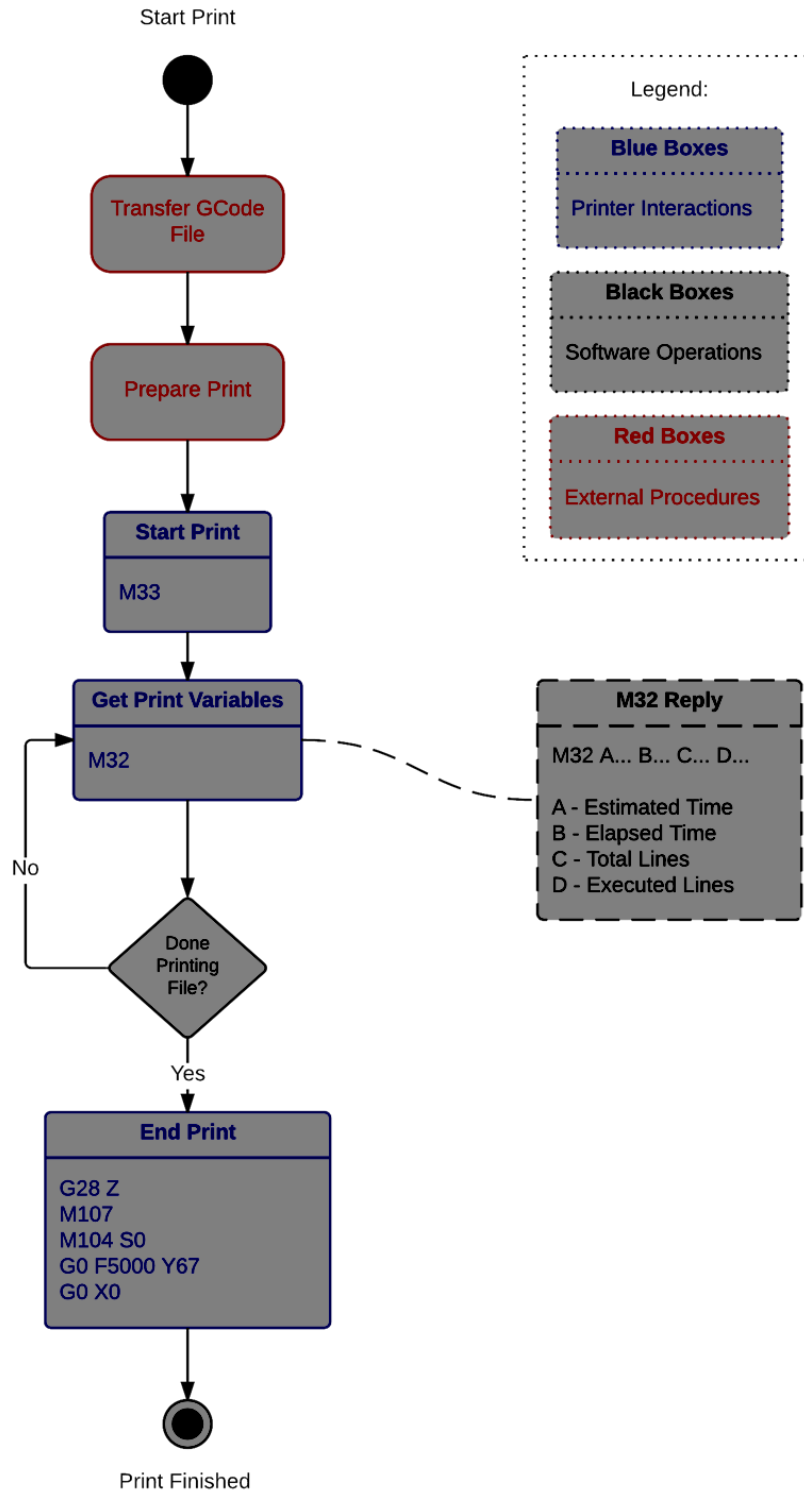 Start Print
Transfer GCode
File
Prepare Print
Start Print
M33
Get Print Variables
M32
No
Done
Printing
File?
Yes
End Print
G28 Z
M107
M104 S0
G0 F5000 Y67
G0 X0
Print Finished
Legend:
Blue Boxes
Printer Interactions
Black Boxes
Software Operations
Red Boxes
External Procedures
M32 Reply
M32 A... B... C... D...
A - Estimated Time
B - Elapsed Time
C - Total Lines
D - Executed Lines